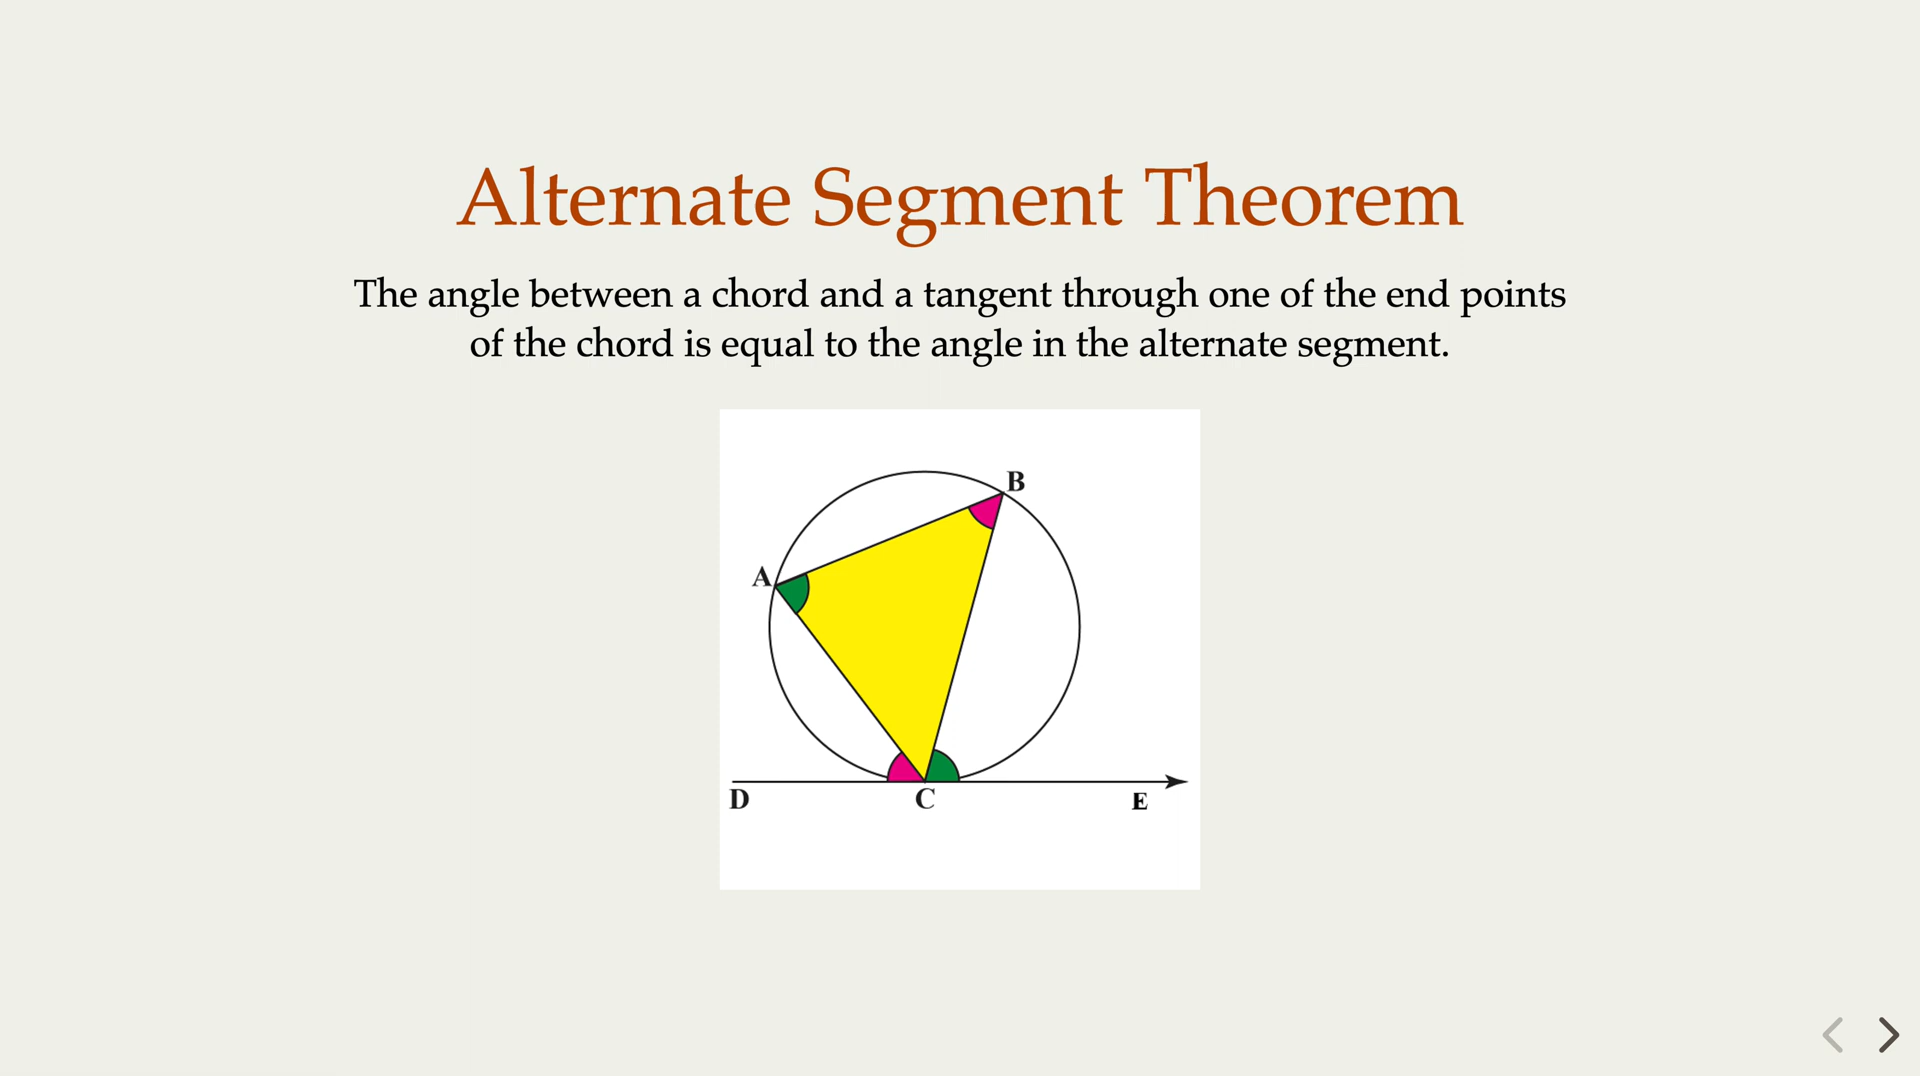 Alternate Segment Theorem
The angle between a chord and a tangent through one of the end points
of the chord is equal to the angle in the alternate segment.
B
A
D
C
E